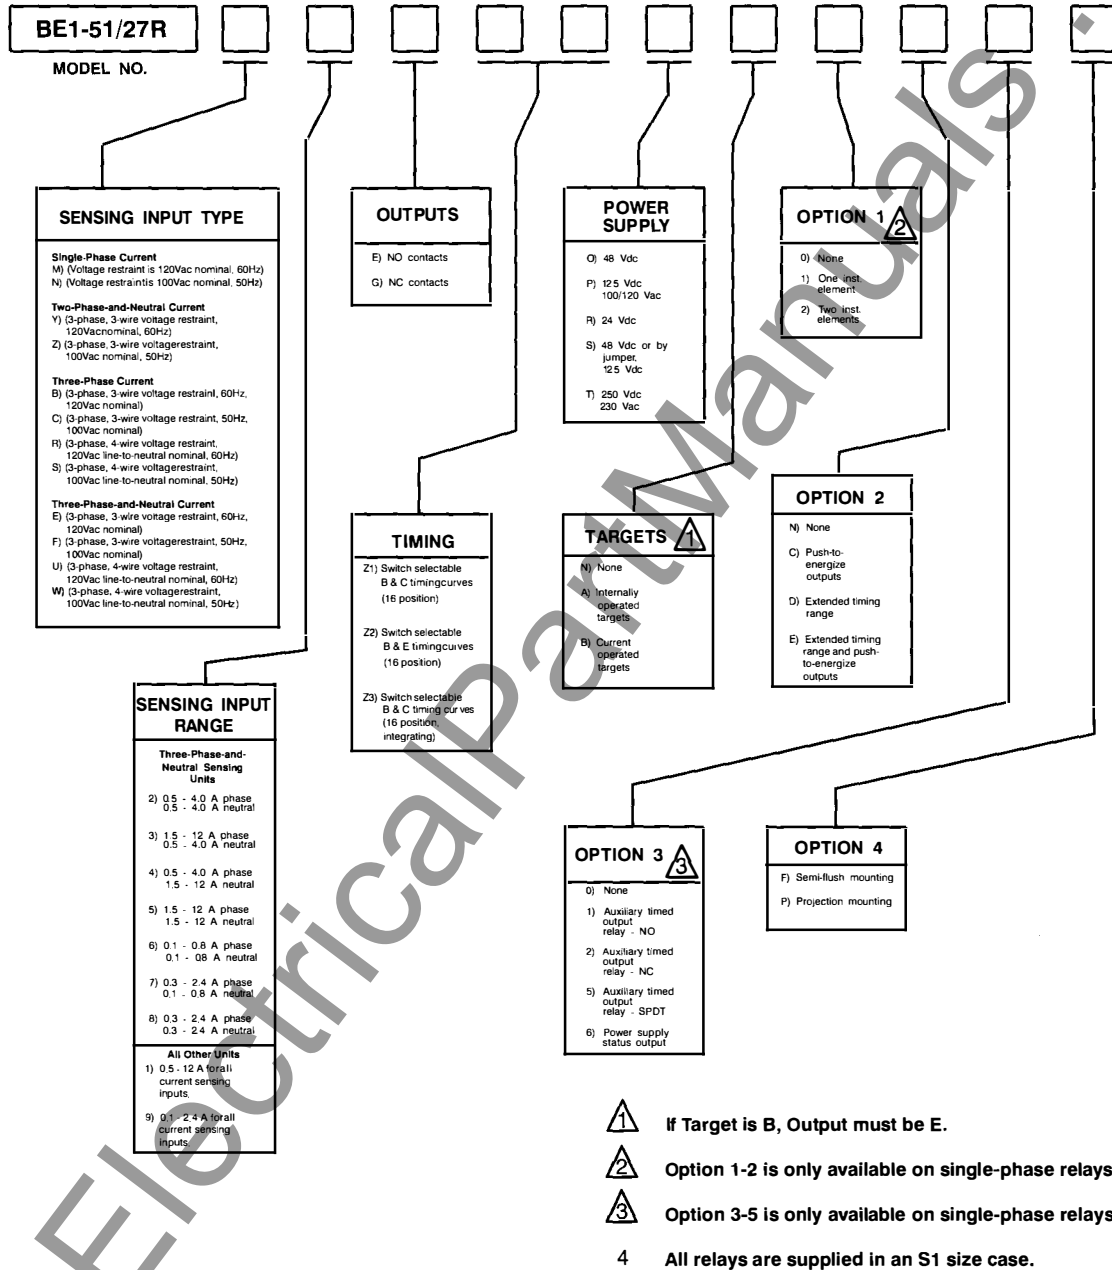 BE1-51/27R
MODEL NO.
SENSING INPUT TYPE
Single-Phase Current
M) (Voltage restraint is 120Vac nominal, 60Hz)
N) (Voltage restraintis 100Vac nominal, 50Hz)
Two-Phase-and-Neutral Current
Y) (3-phase, 3-wire voltage restraint,
120Vacnominal, 60Hz)
Z) (3-phase, 3-wire voltagerestraint,
100Vac nominal, 50Hz)
Three-Phase Current
B) (3-phase, 3-wire voltage restraint, 60Hz,
120Vac nominal)
C) (3-phase, 3-wire voltage restraint, 50Hz,
100Vac nominal)
R) (3-phase, 4-wire voltage restraint,
120Vac line-to-neutral nominal, 60Hz)
S) (3-phase, 4-wire voltagerestraint,
100Vac line-to-neutral nominal, 50Hz)
Three-Phase-and-Neutral Current
E) (3-phase, 3-wire voltage restraint, 60Hz,
120Vac nominal)
F) (3-phase, 3-wire voltagerestraint, 50Hz,
100Vac nominal)
U) (3-phase, 4-wire voltage restraint,
120Vac line-to-neutral nominal, 60Hz)
W) (3-phase, 4-wire voltagerestraint,
100Vac line-to-neutral nominal, 50Hz)
OUTPUTS
E) NO contacts
G) NC contacts
POWER
SUPPLY
O) 48 Vdc
P) 125 Vdc
100/120 Vac
R) 24 Vdc
S) 48 Vdc or by
jumper,
125 Vdc
T) 250 Vdc
230 Vac
OPTION 1 2
0) None
1) One inst.
element
2) Two inst.
elements
TIMING
Z1) Switch selectable
B & C timingcurves
(16 position)
Z2) Switch selectable
B & E timingcurves
(16 position)
Z3) Switch selectable
B & C timing curves
(16 position,
integrating)
TARGETS 1
N) None
A) Internally
operated
targets
B) Current
operated
targets
OPTION 2
N) None
C) Push-to-
energize
outputs
D) Extended timing
range
E) Extended timing
range and push-
to-energize
outputs
SENSING INPUT
RANGE
Three-Phase-and-
Neutral Sensing
Units
2) 0.5 - 4.0 A phase
0.5 - 4.0 A neutral
3) 1.5 - 12 A phase
0.5 - 4.0 A neutral
4) 0.5 - 4.0 A phase
1.5 - 12 A neutral
5) 1.5 - 12 A phase
1.5 - 12 A neutral
6) 0.1 - 0.8 A phase
0.1 - 0.8 A neutral
7) 0.3 - 2.4 A phase
0.1 - 0.8 A neutral
8) 0.3 - 2.4 A phase
0.3 - 2.4 A neutral
All Other Units
1) 0.5 - 12 A forall
current sensing
inputs.
9) 0.1 - 2.4 A forall
current sensing
inputs.
OPTION 3 3
0) None
1) Auxiliary timed
output
relay - NO
2) Auxiliary timed
output
relay - NC
5) Auxiliary timed
output
relay - SPDT
6) Power supply
status output
OPTION 4
F) Semi-flush mounting
P) Projection mounting
1 If Target is B, Output must be E.
2 Option 1-2 is only available on single-phase relays
3 Option 3-5 is only available on single-phase relays
4 All relays are supplied in an S1 size case.
ElectricalPartManuals .